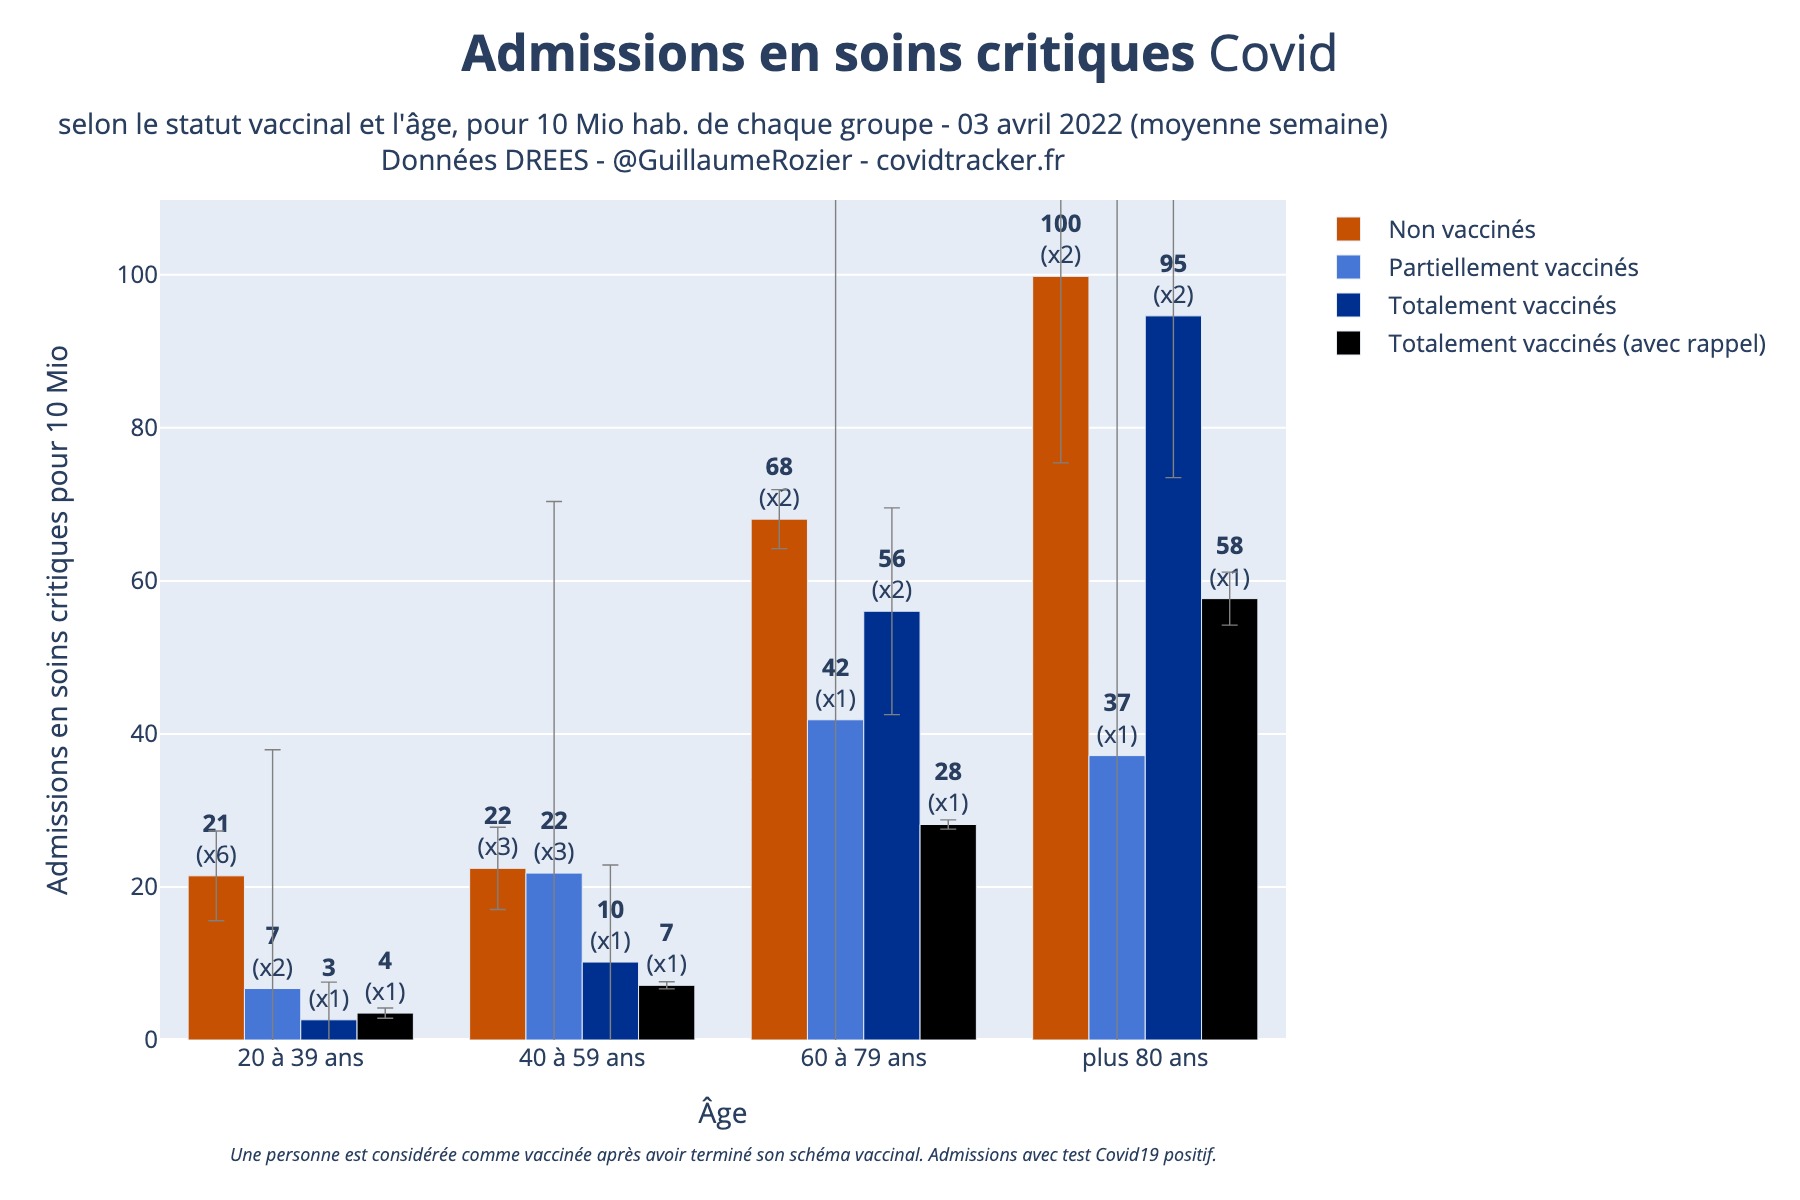 Admissions en soins critiques Covid
selon le statut vaccinal et l'âge, pour 10 Mio hab. de chaque groupe - 03 avril 2022 (moyenne semaine)
Données DREES - @GuillaumeRozier - covidtracker.fr
Non vaccinés
Partiellement vaccinés
Totalement vaccinés
Totalement vaccinés (avec rappel)
Admissions en soins critiques pour 10 Mio
100
80
60
40
20
0
21
(x6)
7
(x2)
3
(x1)
4
(x1)
22
(x3)
22
(x3)
10
(x1)
7
(x1)
68
(x2)
42
(x1)
56
(x2)
28
(x1)
100
(x2)
37
(x1)
95
(x2)
58
(x1)
20 à 39 ans
40 à 59 ans
60 à 79 ans
plus 80 ans
Âge
Une personne est considérée comme vaccinée après avoir terminé son schéma vaccinal. Admissions avec test Covid19 positif.